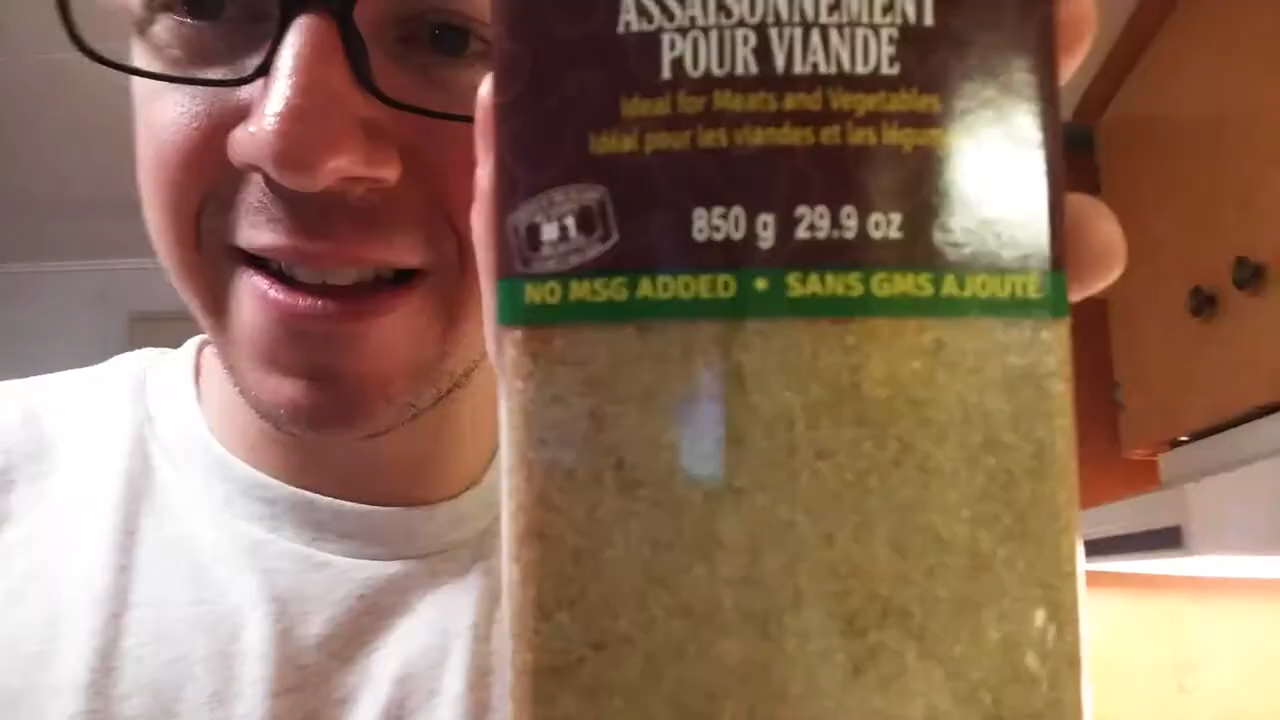 ASSAISONNEMENT
POUR VIANDE
Ideal for Meats and Vegetables
Idéal pour les viandes et les
850 g 29.9 oz
NO MSG ADDED • SANS GMS AJOUTÉ